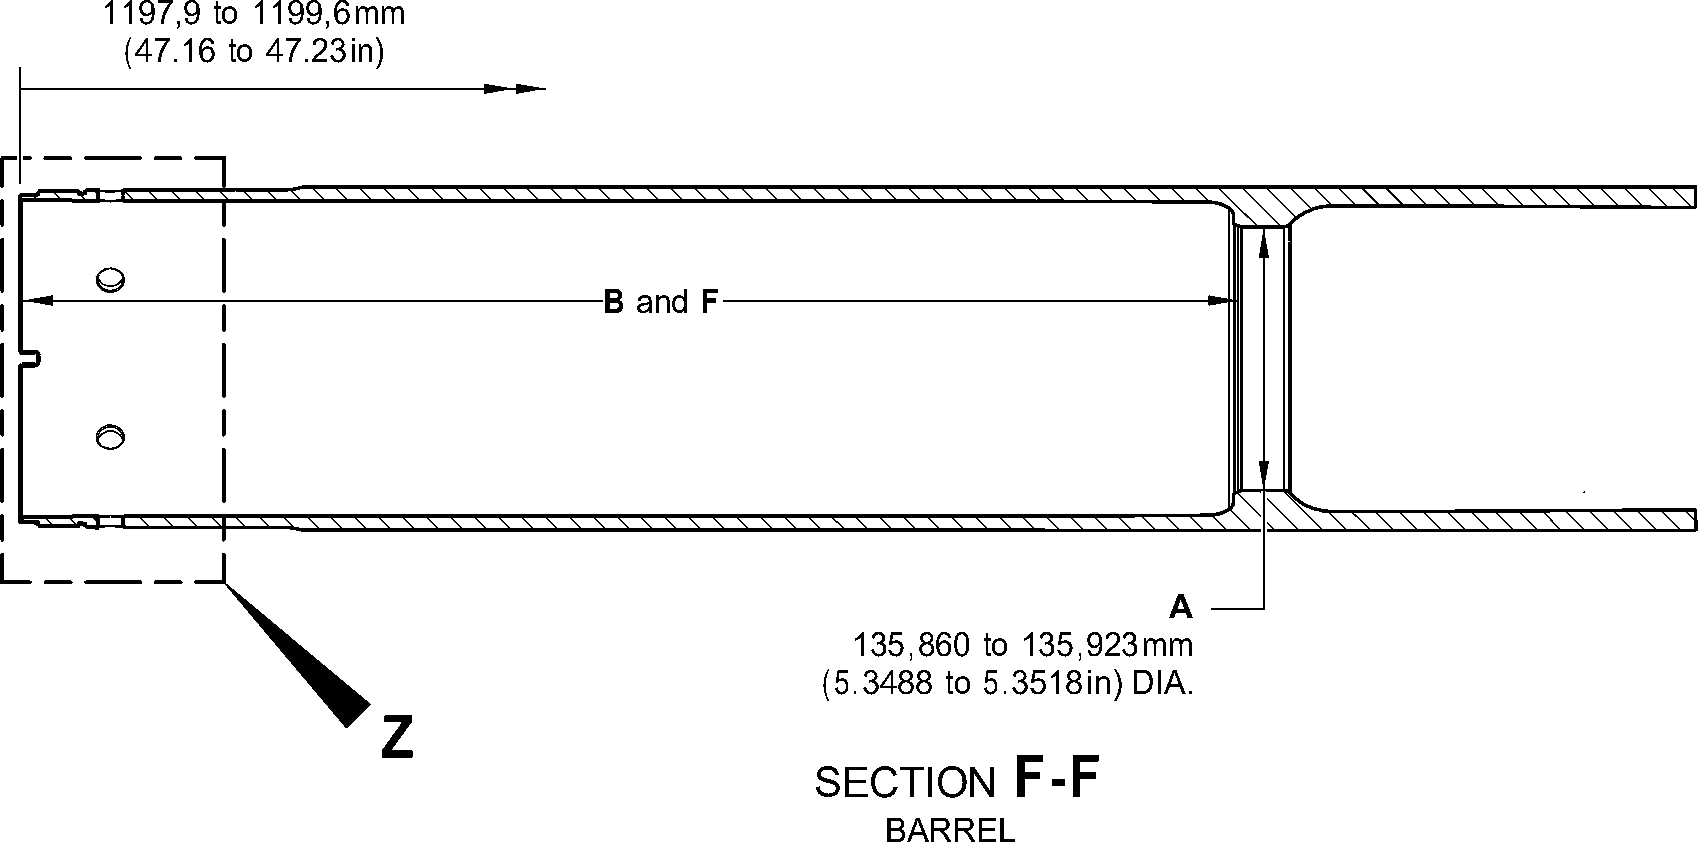 1197,9 to 1199,6mm
(47.16 to 47.23in)
B and F
A
135,860 to 135,923mm
(5.3488 to 5.3518in) DIA.
Z
SECTION F-F
BARREL